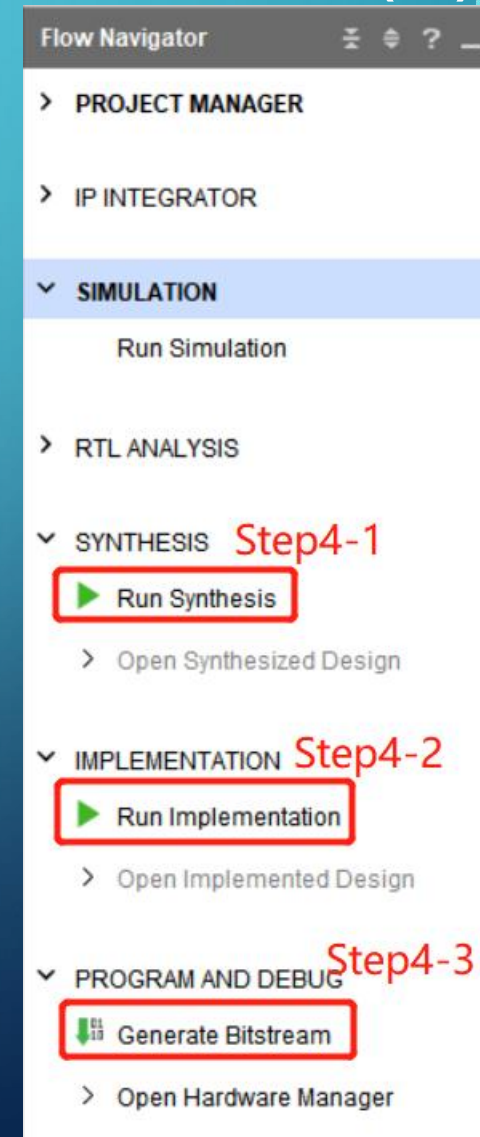 Flow Navigator ?
PROJECT MANAGER
IP INTEGRATOR
SIMULATION
Run Simulation
RTL ANALYSIS
SYNTHESIS Step4-1
Run Synthesis
Open Synthesized Design
IMPLEMENTATION Step4-2
Run Implementation
Open Implemented Design
Step4-3
PROGRAM AND DEBUG
Generate Bitstream
Open Hardware Manager